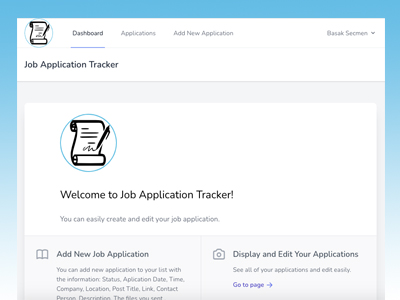 Dashboard Applications Add New Application Basak Secmen
Job Application Tracker
Welcome to Job Application Tracker!
You can easily create and edit your job application.
Add New Job Application
You can add new application to your list with
the information: Status, Aplication Date, Time,
Company, Location, Post Title, Link, Contact
Person, Description. The files you sent
Display and Edit Your Applications
See all of your applications and edit easily.
Go to page →